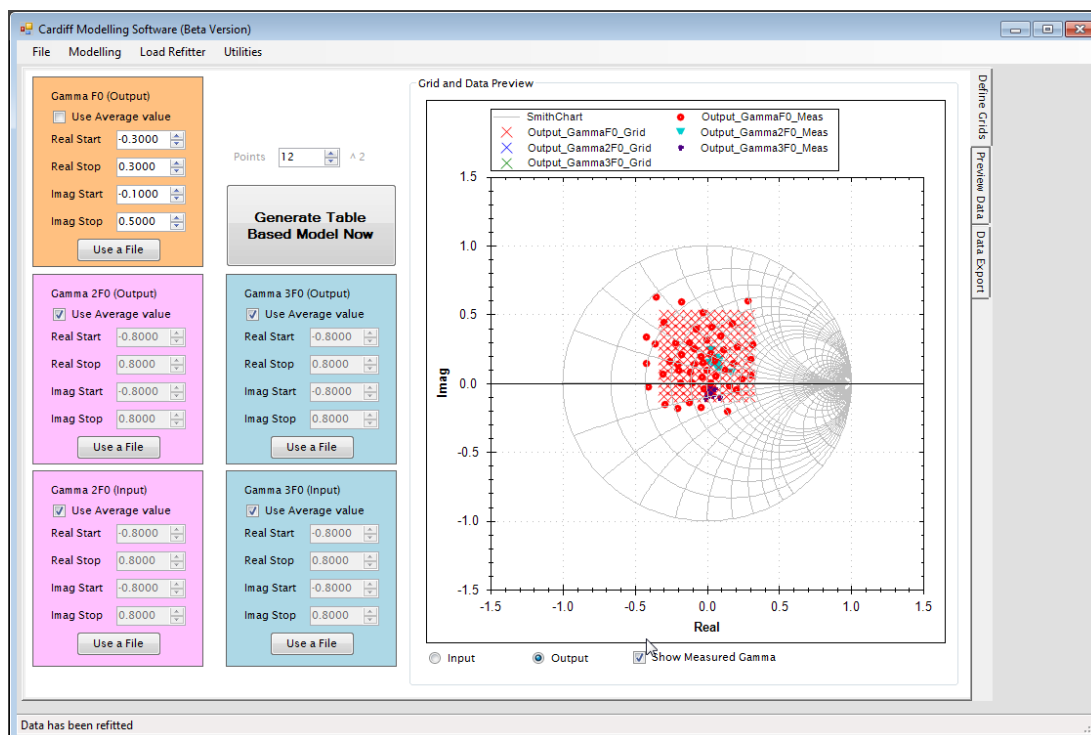 Cardiff Modelling Software (Beta Version)
File Modelling Load Refitter Utilities
Gamma F0 (Output)
Use Average value
Real Start -0.3000
Real Stop 0.3000
Imag Start -0.1000
Imag Stop 0.5000
Use a File
Points 12 ^ 2
Generate Table
Based Model Now
Gamma 2F0 (Output)
Use Average value
Real Start -0.8000
Real Stop 0.8000
Imag Start -0.8000
Imag Stop 0.8000
Use a File
Gamma 3F0 (Output)
Use Average value
Real Start -0.8000
Real Stop 0.8000
Imag Start -0.8000
Imag Stop 0.8000
Use a File
Gamma 2F0 (Input)
Use Average value
Real Start -0.8000
Real Stop 0.8000
Imag Start -0.8000
Imag Stop 0.8000
Use a File
Gamma 3F0 (Input)
Use Average value
Real Start -0.8000
Real Stop 0.8000
Imag Start -0.8000
Imag Stop 0.8000
Use a File
Grid and Data Preview
SmithChart
Output_GammaF0_Grid
Output_Gamma2F0_Grid
Output_Gamma3F0_Grid
Output_GammaF0_Meas
Output_Gamma2F0_Meas
Output_Gamma3F0_Meas
1.5
1.0
0.5
0.0
-0.5
-1.0
-1.5
Imag
-1.5 -1.0 -0.5 0.0 0.5 1.0 1.5
Real
Input
Output
Show Measured Gamma
Define Grids
Preview Data
Data Export
Data has been refitted